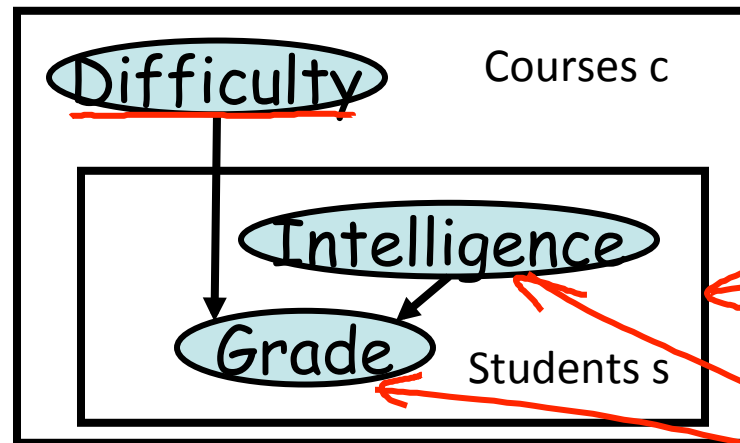 Difficulty
Courses c
Intelligence
Grade
Students s